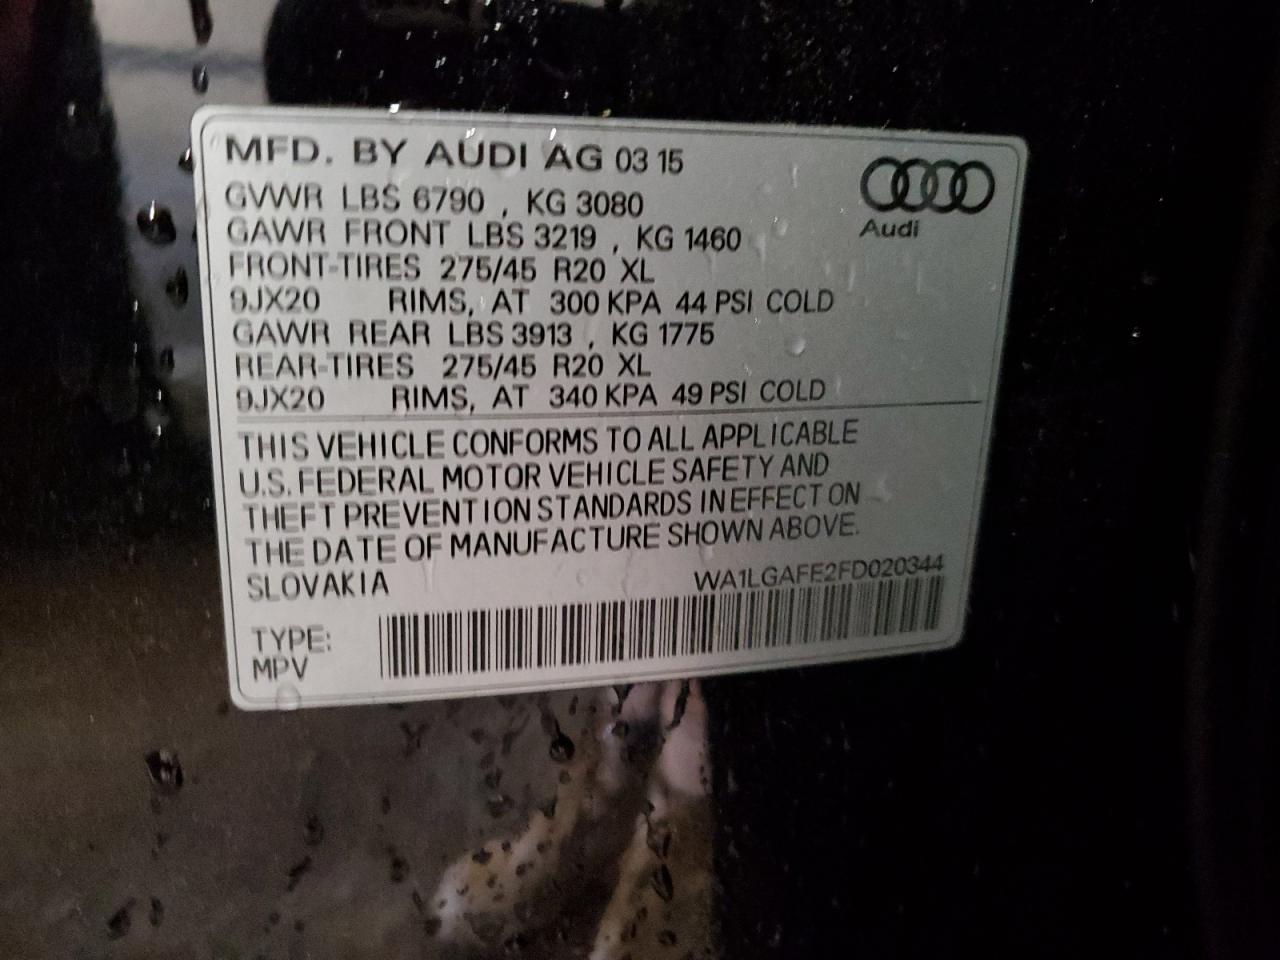 MFD. BY AUDI AG 03 15
GVWR LBS 6790 , KG 3080
GAWR FRONT LBS 3219 , KG 1460
Audi
FRONT-TIRES 275/45 R20 XL
9JX20 RIMS, AT 300 KPA 44 PSI COLD
GAWR REAR LBS 3913 , KG 1775
REAR-TIRES 275/45 R20 XL
9JX20 RIMS, AT 340 KPA 49 PSI COLD
THIS VEHICLE CONFORMS TO ALL APPLICABLE
U.S. FEDERAL MOTOR VEHICLE SAFETY AND
THEFT PREVENTION STANDARDS IN EFFECT ON
THE DATE OF MANUFACTURE SHOWN ABOVE.
SLOVAKIA WA1LGAFE2FD020344
TYPE:
MPV